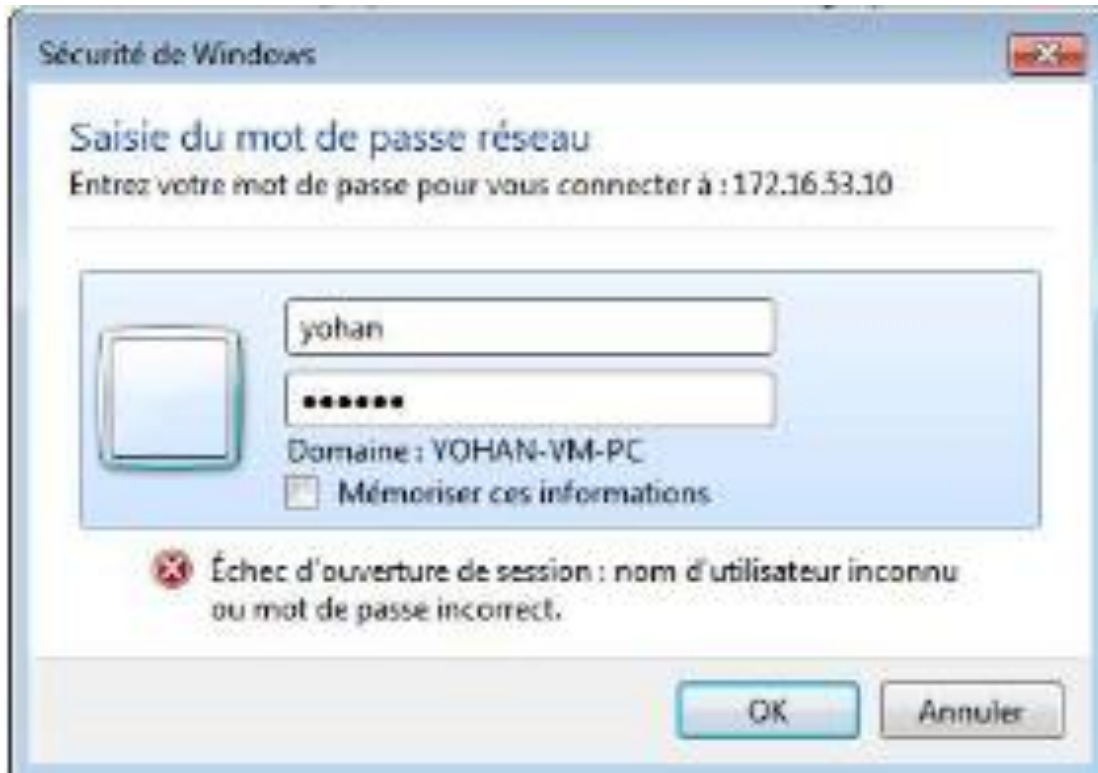 Sécurité de Windows
Saisie du mot de passe réseau
Entrez votre mot de passe pour vous connecter à : 172.16.53.10
yohan
••••••
Domaine : YOHAN-VM-PC
Mémoriser ces informations
Échec d'ouverture de session : nom d'utilisateur inconnu
ou mot de passe incorrect.
OK
Annuler